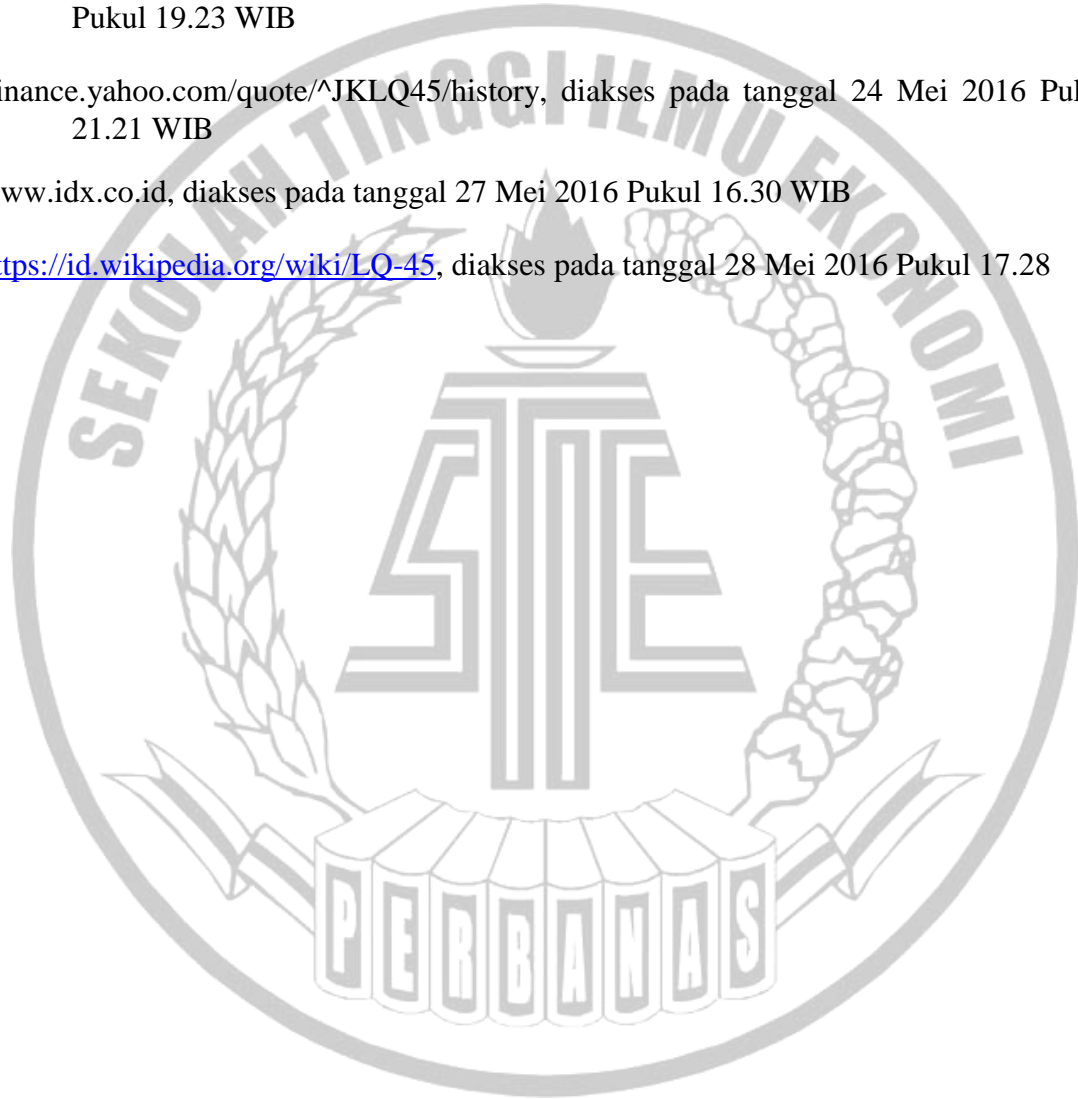 Pukul 19.23 WIB
inance.yahoo.com/quote/^JKLQ45/history, diakses pada tanggal 24 Mei 2016 Puk
21.21 WIB
ww.idx.co.id, diakses pada tanggal 27 Mei 2016 Pukul 16.30 WIB
ttps://id.wikipedia.org/wiki/LQ-45, diakses pada tanggal 28 Mei 2016 Pukul 17.28
SEKOLAH TINGGI ILMU EKONOMI
STIE
PERBANAS